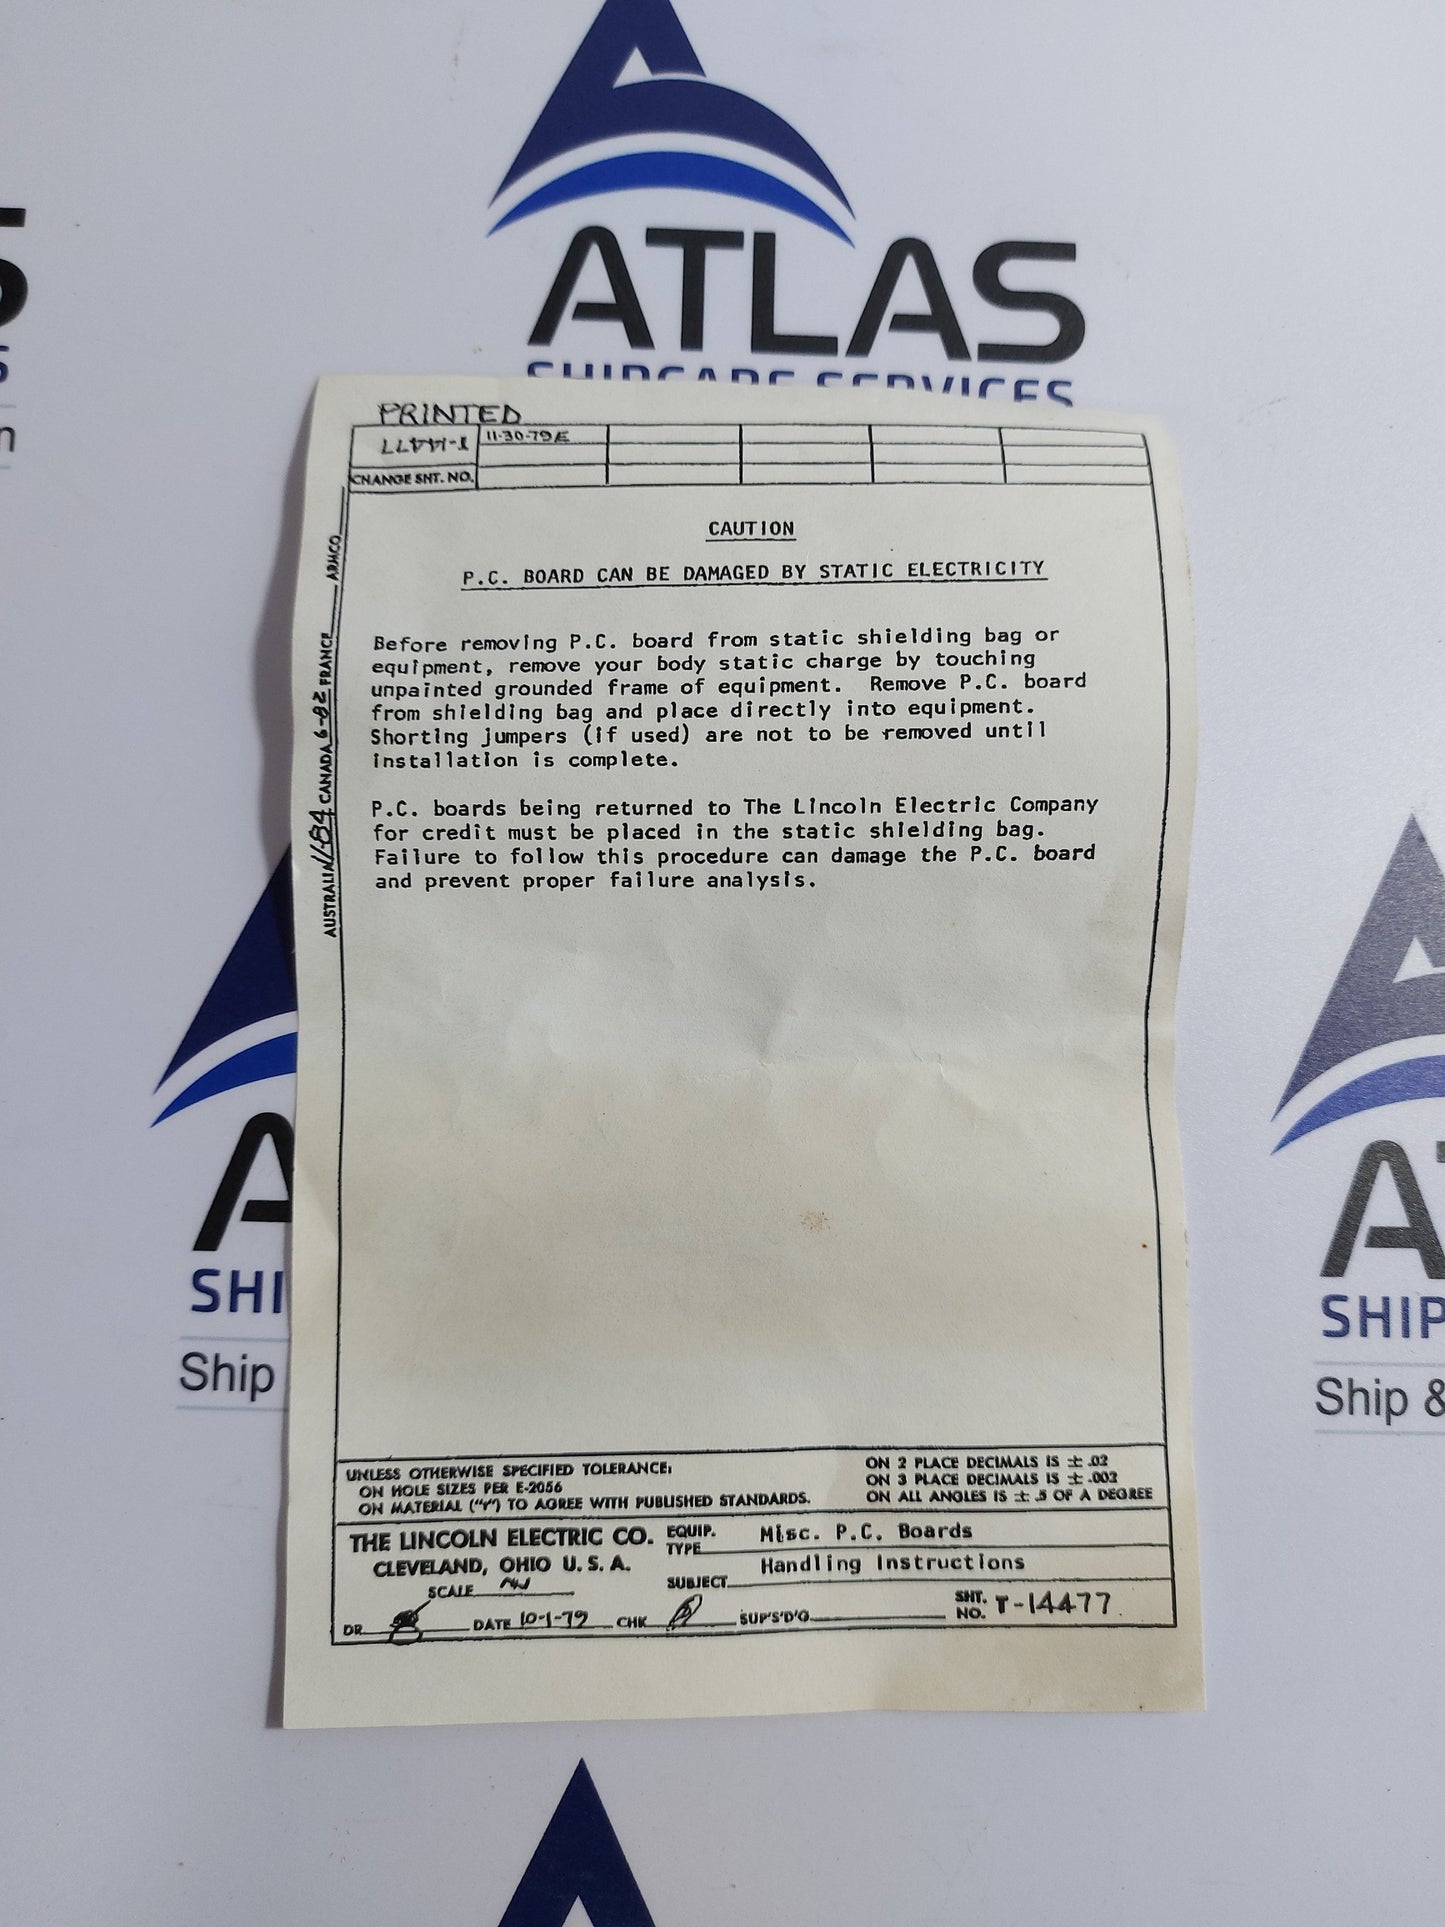 ATLAS
SHIPCARE SERVICES
PRINTED
T-14477
11-30-79E
CHANGE SHT. NO.
AUSTRALIA 11-84 CANADA 6-82 FRANCE ARMCO
CAUTION
P.C. BOARD CAN BE DAMAGED BY STATIC ELECTRICITY
Before removing P.C. board from static shielding bag or
equipment, remove your body static charge by touching
unpainted grounded frame of equipment. Remove P.C. board
from shielding bag and place directly into equipment.
Shorting jumpers (if used) are not to be removed until
installation is complete.
P.C. boards being returned to The Lincoln Electric Company
for credit must be placed in the static shielding bag.
Failure to follow this procedure can damage the P.C. board
and prevent proper failure analysis.
UNLESS OTHERWISE SPECIFIED TOLERANCE:
ON HOLE SIZES PER E-2056
ON MATERIAL ("t") TO AGREE WITH PUBLISHED STANDARDS.
ON 2 PLACE DECIMALS IS ± .02
ON 3 PLACE DECIMALS IS ± .002
ON ALL ANGLES IS ± .5 OF A DEGREE
THE LINCOLN ELECTRIC CO.
CLEVELAND, OHIO U. S. A.
EQUIP. TYPE Misc. P.C. Boards
SUBJECT Handling Instructions
SCALE
DR. DATE 10-1-79 CHK SUP'S'D'G
SHT. NO. T-14477
A
SHI
Ship
AT
SHIP
Ship &
S
S
n